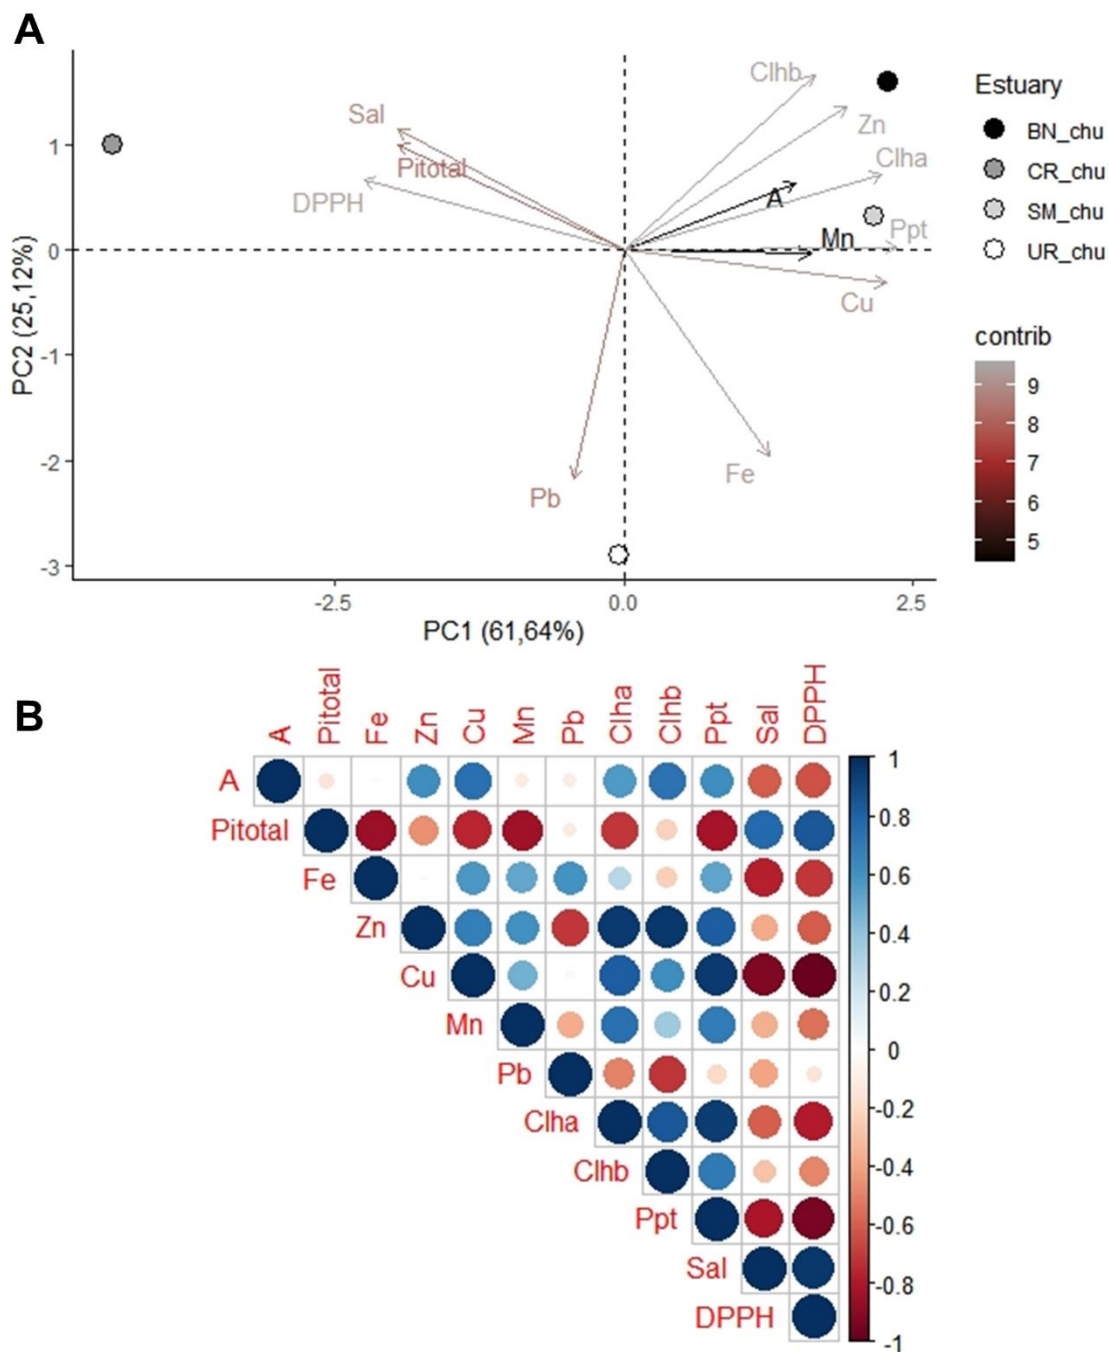 A
Clhb
Zn
Sal
Clha
Pitotal
DPPH
A
Ppt
Mn
Cu
Pb
Fe
1
0
-1
-2
-3
PC2 (25,12%)
-2.5
0.0
2.5
PC1 (61,64%)
Estuary
BN_chu
CR_chu
SM_chu
UR_chu
contrib
9
8
7
6
5
B
A
Pitotal
Fe
Zn
Cu
Mn
Pb
Clha
Clhb
Ppt
Sal
DPPH
A
Pitotal
Fe
Zn
Cu
Mn
Pb
Clha
Clhb
Ppt
Sal
DPPH
1
0.8
0.6
0.4
0.2
0
-0.2
-0.4
-0.6
-0.8
-1